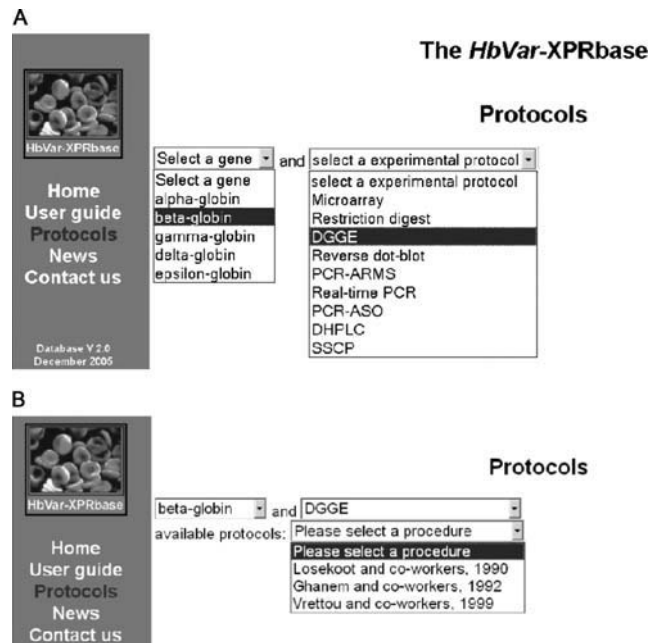 A
The HbVar-XPRbase
Protocols
HbVar-XPRbase
Home
User guide
Protocols
News
Contact us
Database V 2.0
December 2005
Select a gene and select a experimental protocol
Select a gene
alpha-globin
beta-globin
gamma-globin
delta-globin
epsilon-globin
select a experimental protocol
Microarray
Restriction digest
DGGE
Reverse dot-blot
PCR-ARMS
Real-time PCR
PCR-ASO
DHPLC
SSCP
B
Protocols
HbVar-XPRbase
Home
User guide
Protocols
News
Contact us
beta-globin and DGGE
available protocols: Please select a procedure
Please select a procedure
Losekoot and co-workers, 1990
Ghanem and co-workers, 1992
Vrettou and co-workers, 1999